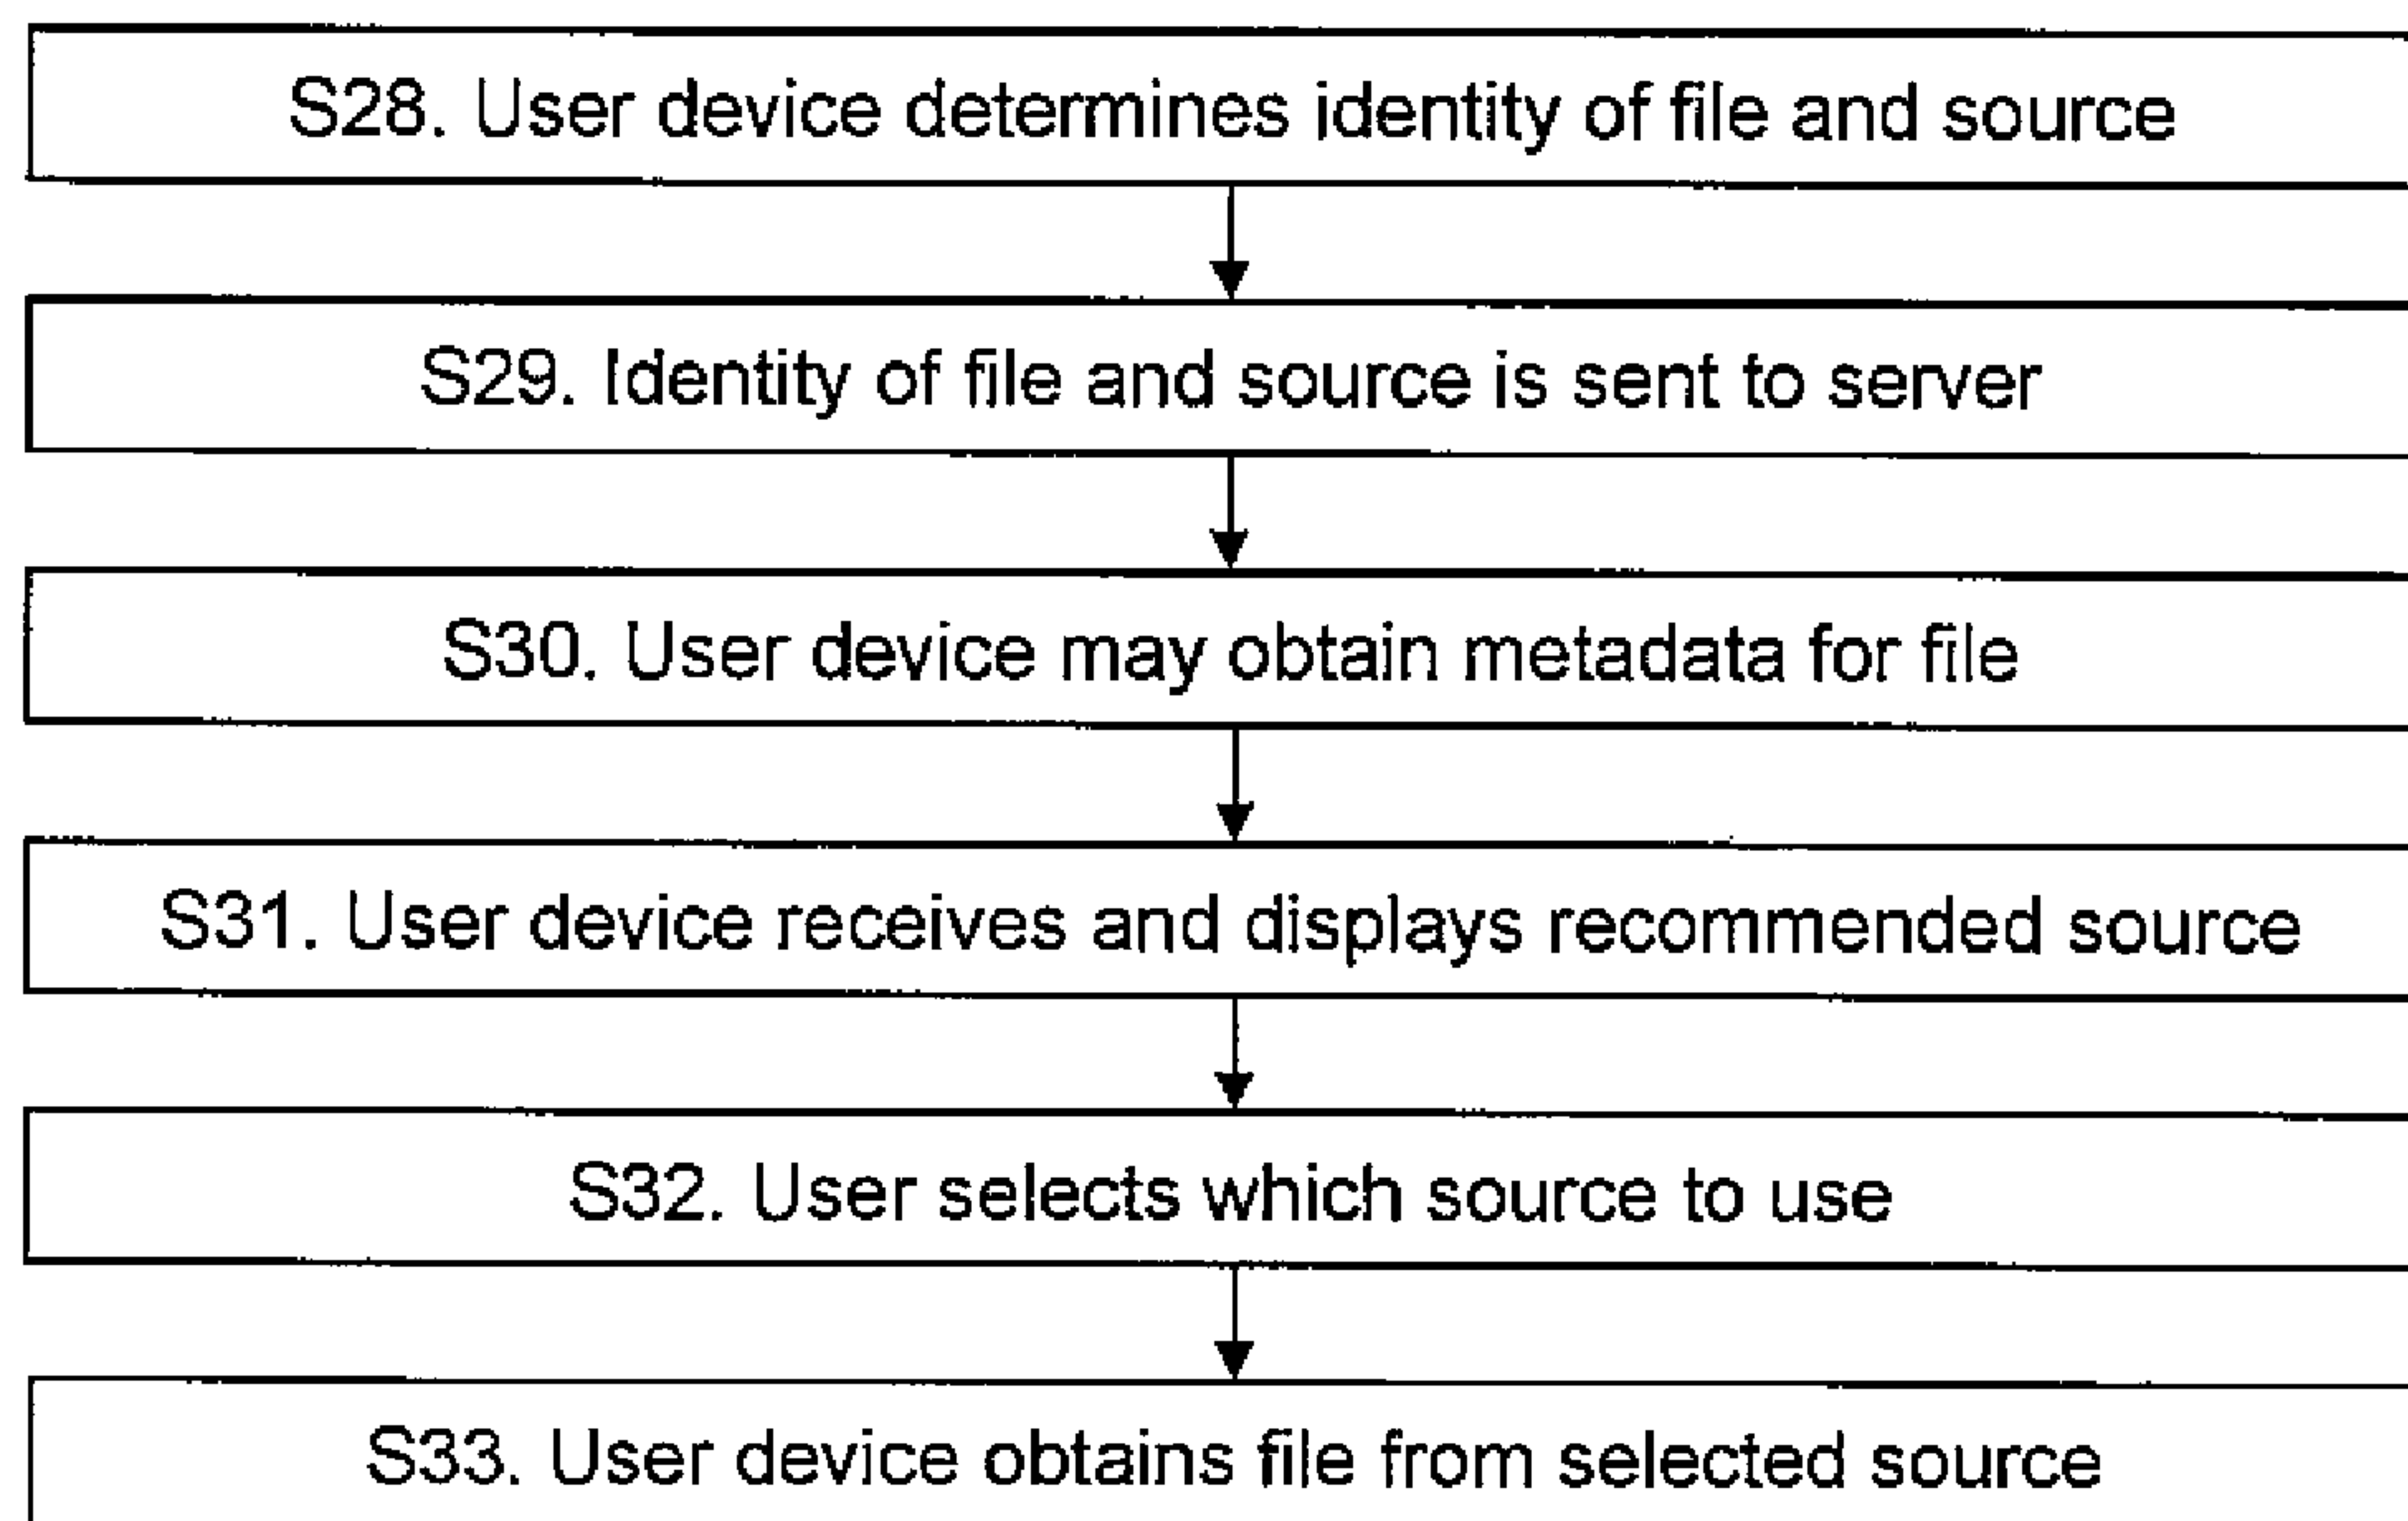 S28. User device determines identity of file and source
S29. Identity of file and source is sent to server
S30. User device may obtain metadata for file
S31. User device receives and displays recommended source
S32. User selects which source to use
S33. User device obtains file from selected source